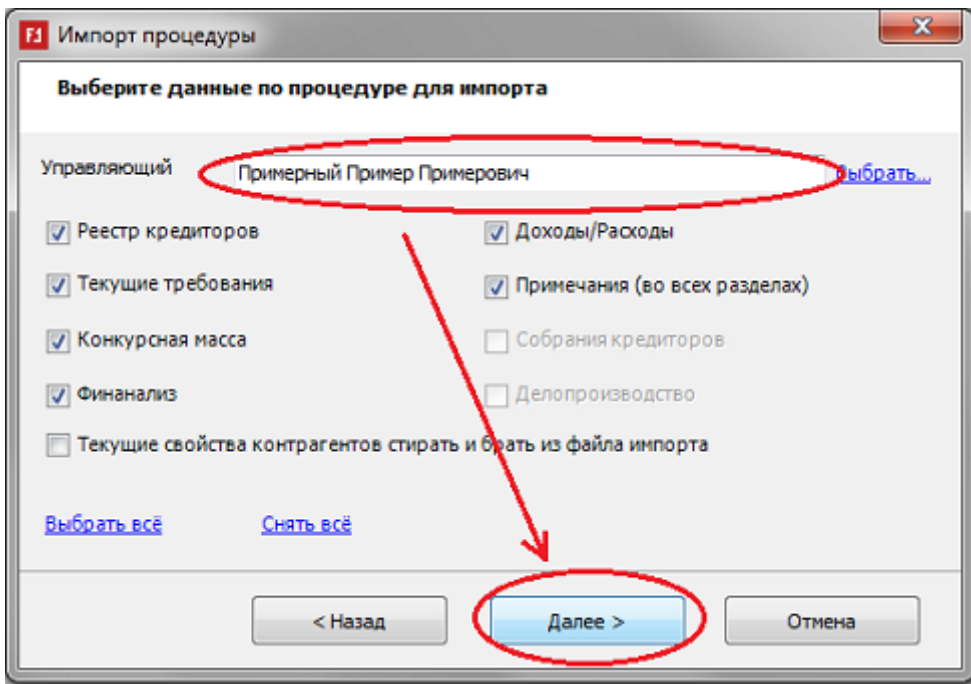 Импорт процедуры
Выберите данные по процедуре для импорта
Управляющий Примерный Пример Примерович Выбрать...
Реестр кредиторов Доходы/Расходы
Текущие требования Примечания (во всех разделах)
Конкурсная масса Собрания кредиторов
Финанализ Делопроизводство
Текущие свойства контрагентов стирать и брать из файла импорта
Выбрать всё Снять всё
< Назад Далее > Отмена